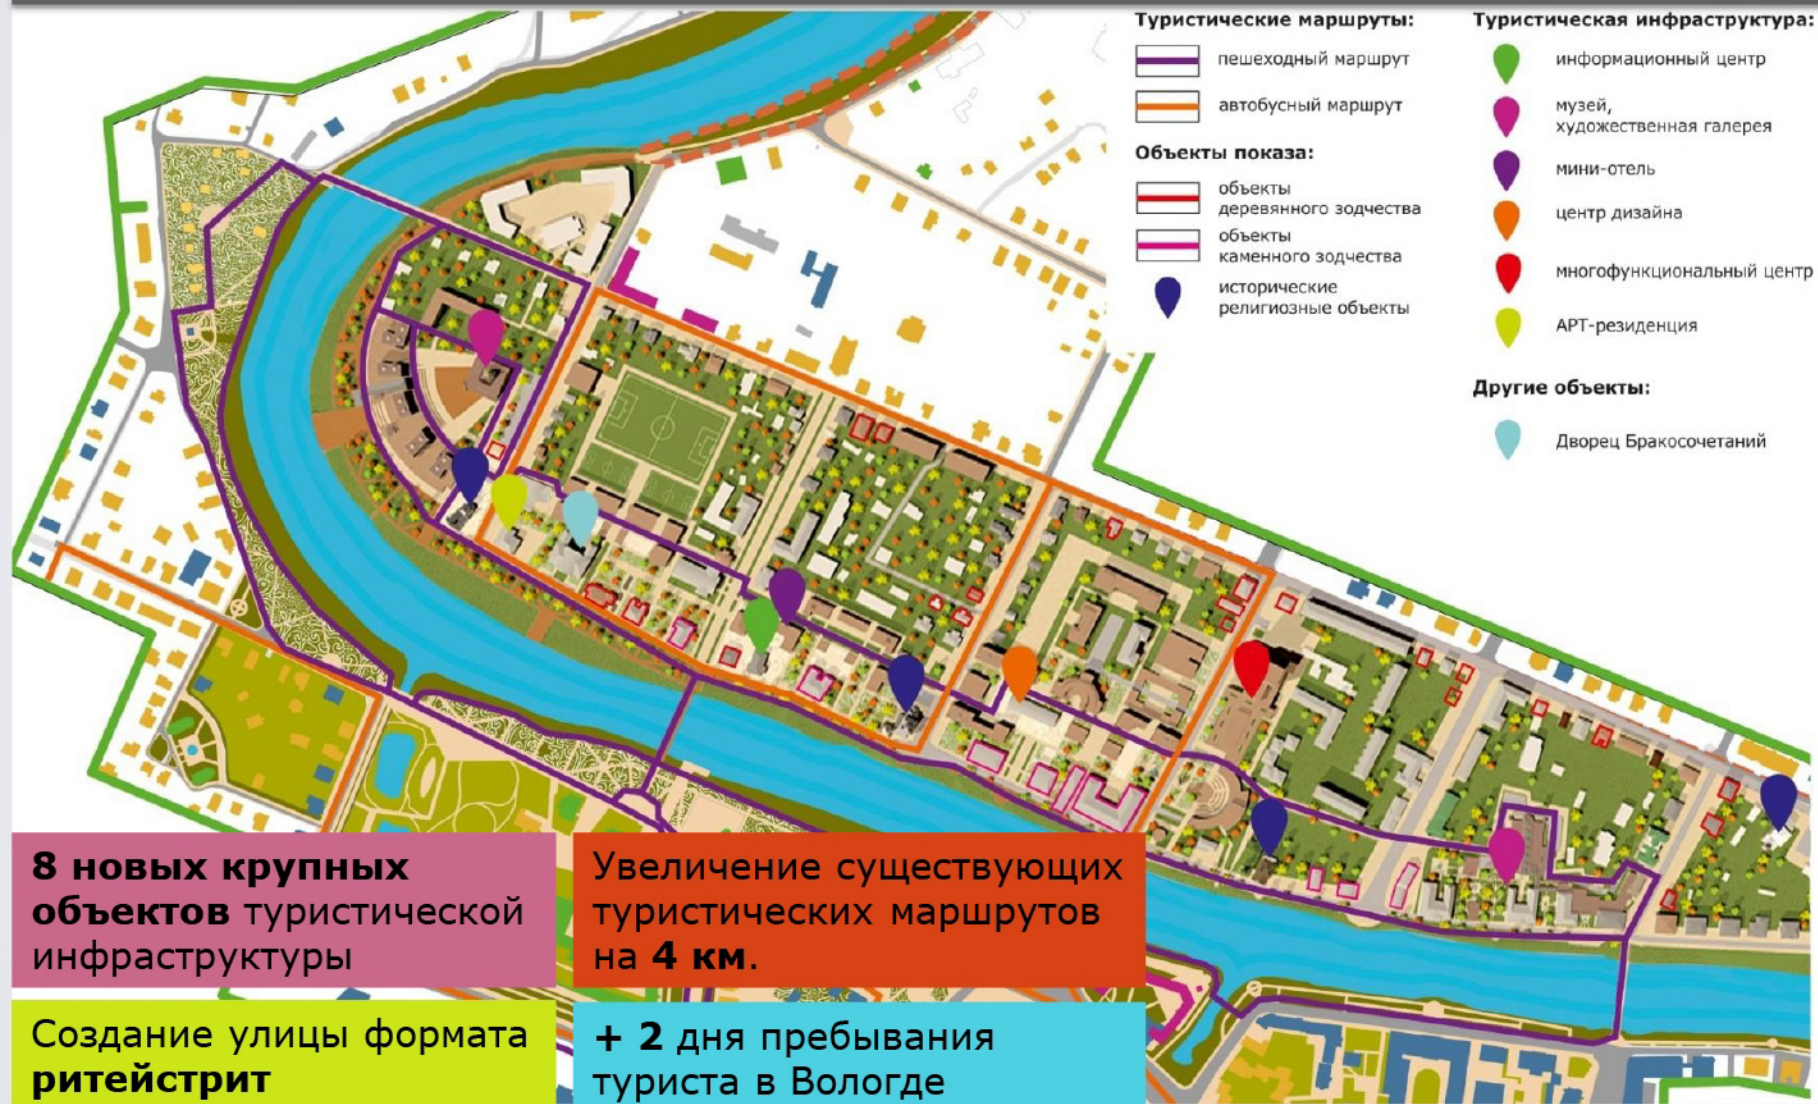 Туристические маршруты:
пешеходный маршрут
автобусный маршрут
Объекты показа:
объекты
деревянного зодчества
объекты
каменного зодчества
исторические
религиозные объекты
Туристическая инфраструктура:
информационный центр
музей,
художественная галерея
мини-отель
центр дизайна
многофункциональный центр
АРТ-резиденция
Другие объекты:
Дворец Бракосочетаний
8 новых крупных
объектов туристической
инфраструктуры
Увеличение существующих
туристических маршрутов
на 4 км.
Создание улицы формата
ритейстрит
+ 2 дня пребывания
туриста в Вологде